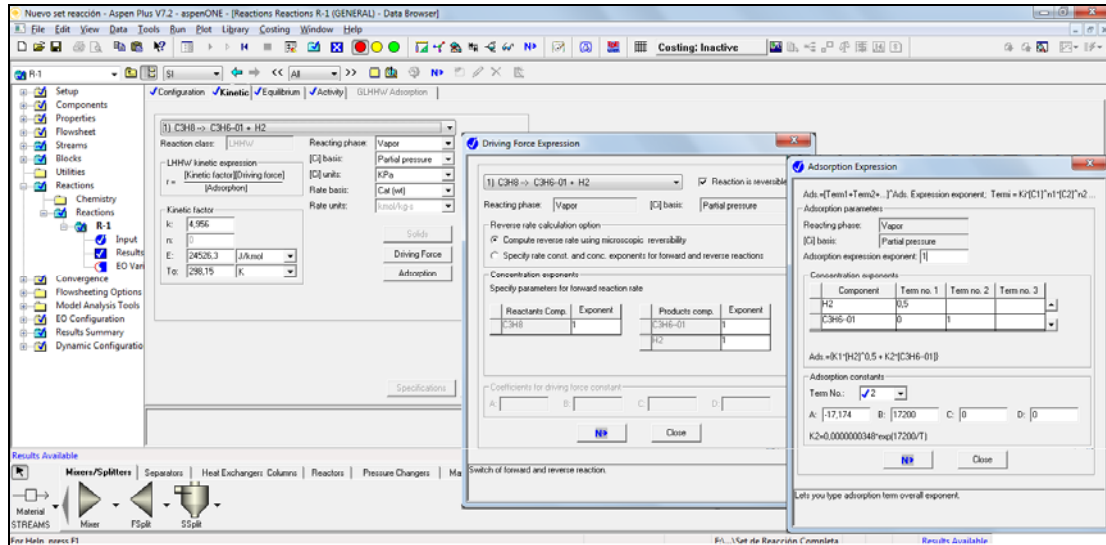 Nuevo set reacción - Aspen Plus V7.2 - aspenONE - [Reactions Reactions R-1 (GENERAL) - Data Browser]
File Edit View Data Tools Run Plot Library Costing Window Help
Costing: Inactive
R-1 SI All
Setup
Components
Properties
Flowsheet
Streams
Blocks
Utilities
Reactions
Chemistry
Reactions
R-1
Input
Results
EO Vari
Convergence
Flowsheeting Options
Model Analysis Tools
EO Configuration
Results Summary
Dynamic Configuratio
Configuration Kinetic Equilibrium Activity GLHHW Adsorption
1) C3H8 --> C3H6-01 + H2
Reaction class: LHHW
LHHW kinetic expression
r = [Kinetic factor][Driving force]
[Adsorption]
Kinetic factor
k: 4,956
n: 0
E: 24526,3 J/kmol
To: 298,15 K
Reacting phase: Vapor
[Ci] basis: Partial pressure
[Ci] units: KPa
Rate basis: Cat (wt)
Rate units: kmol/kg-s
Solids
Driving Force
Adsorption
Specifications
Driving Force Expression
1) C3H8 --> C3H6-01 + H2
Reaction is reversible
Reacting phase: Vapor [Ci] basis: Partial pressure
Reverse rate calculation option
Compute reverse rate using microscopic reversibility
Specify rate const. and conc. exponents for forward and reverse reactions
Concentration exponents
Specify parameters for forward reaction rate
Reactants Comp. Exponent
C3H8 1
Products comp. Exponent
C3H6-01 1
H2 1
Coefficients for driving force constant
A: B: C: D:
N> Close
Switch of forward and reverse reaction.
Adsorption Expression
Ads.={Term1+Term2+...}^Ads. Expression exponent; Termi = Ki*[C1]^n1*[C2]^n2 ...
Adsorption parameters
Reacting phase: Vapor
[Ci] basis: Partial pressure
Adsorption expression exponent: 1
Concentration exponents
Component Term no. 1 Term no. 2 Term no. 3
H2 0,5
C3H6-01 0 1
Ads.={K1*[H2]^0,5 + K2*[C3H6-01]}
Adsorption constants
Term No.: 2
A: -17,174 B: 17200 C: 0 D: 0
K2=0,0000000348*exp(17200/T)
N> Close
Lets you type adsorption term overall exponent.
Results Available
Mixers/Splitters Separators Heat Exchangers Columns Reactors Pressure Changers Ma
Material
STREAMS Mixer FSplit SSplit
For Help, press F1
F:\...\Set de Reacción Completa Results Available